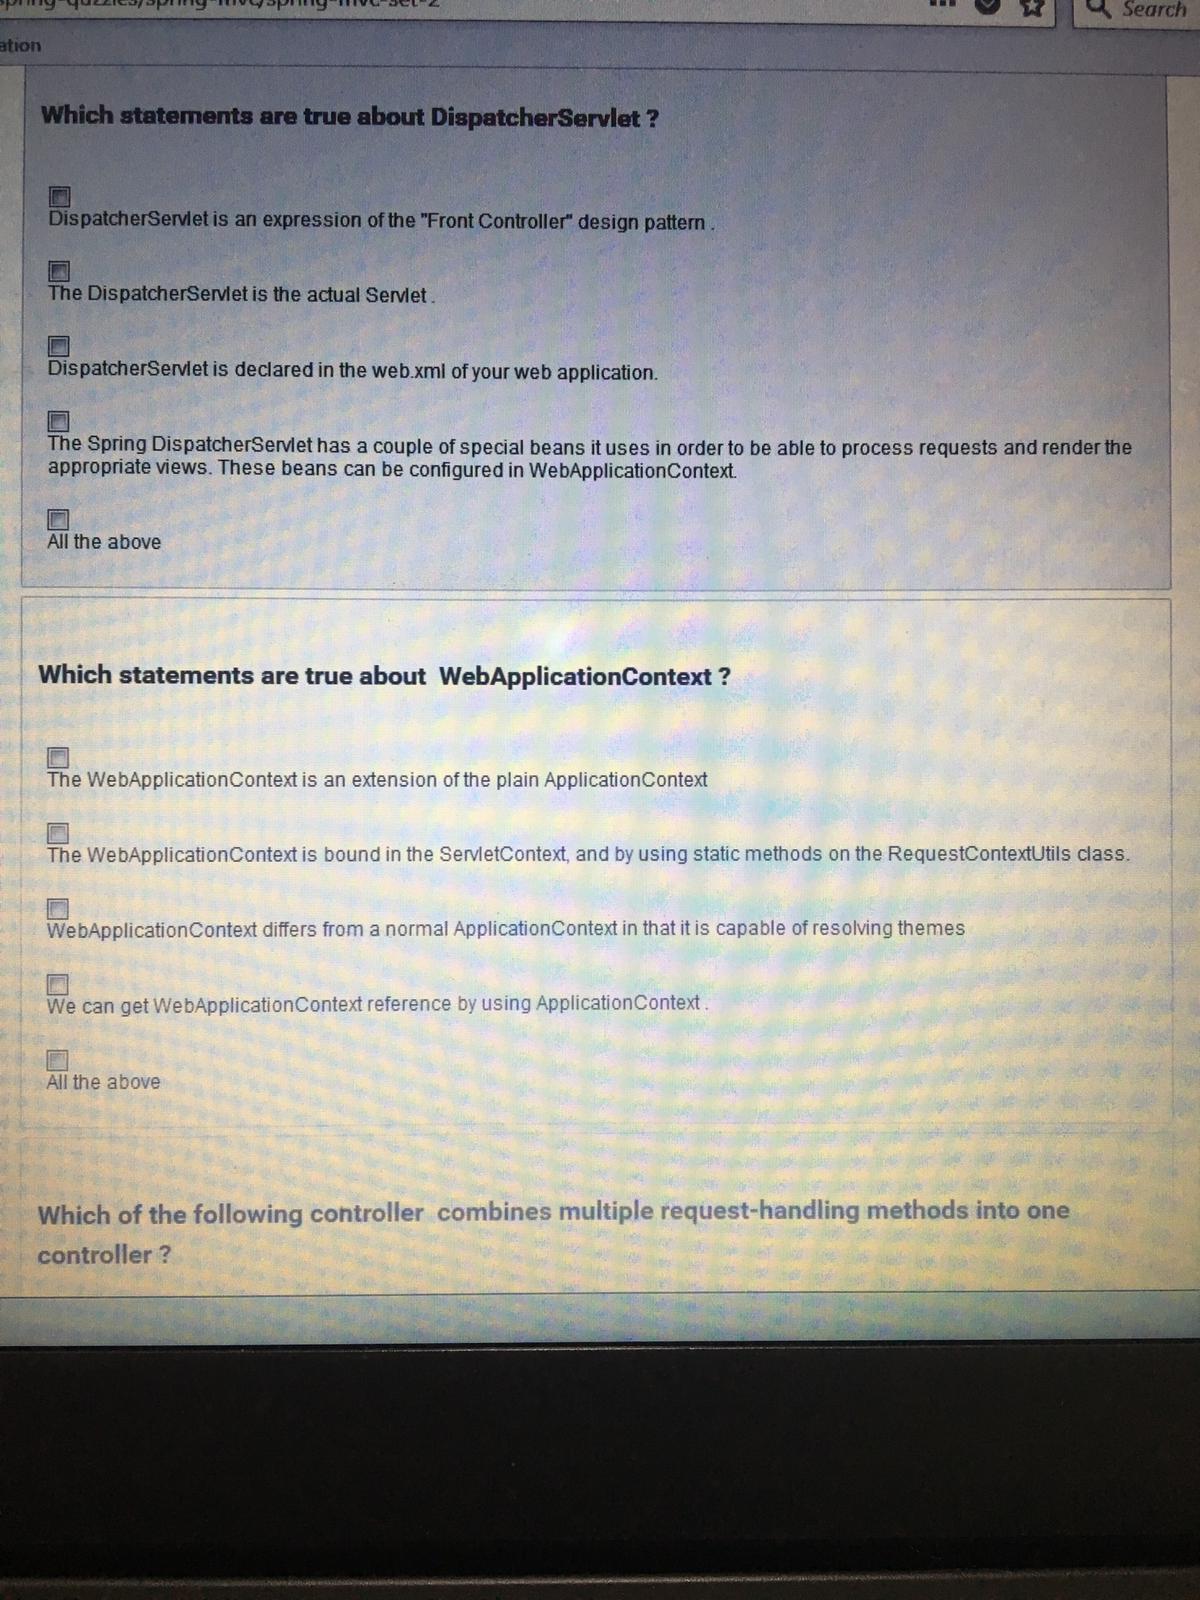 spring-quzzles/spring-mvc/spring-mvc-set-2
Search
ation
Which statements are true about DispatcherServlet ?
DispatcherServlet is an expression of the "Front Controller" design pattern .
The DispatcherServlet is the actual Servlet .
DispatcherServlet is declared in the web.xml of your web application.
The Spring DispatcherServlet has a couple of special beans it uses in order to be able to process requests and render the
appropriate views. These beans can be configured in WebApplicationContext.
All the above
Which statements are true about WebApplicationContext ?
The WebApplicationContext is an extension of the plain ApplicationContext
The WebApplicationContext is bound in the ServletContext, and by using static methods on the RequestContextUtils class.
WebApplicationContext differs from a normal ApplicationContext in that it is capable of resolving themes
We can get WebApplicationContext reference by using ApplicationContext .
All the above
Which of the following controller combines multiple request-handling methods into one
controller ?